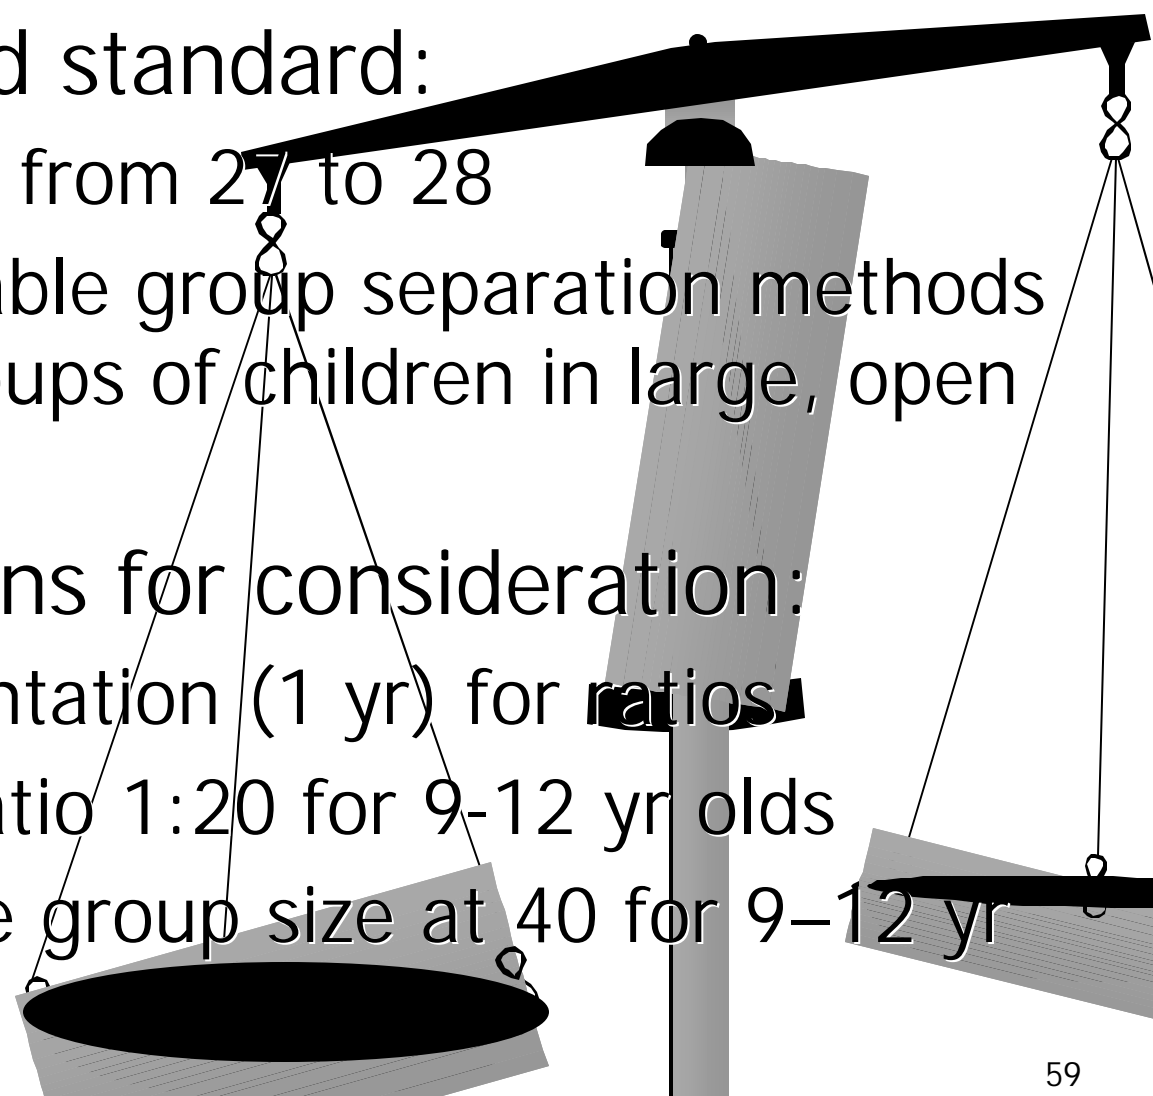 d standard:
from 27 to 28
able group separation methods
ups of children in large, open
ns for consideration:
ntation (1 yr) for ratios
atio 1:20 for 9-12 yr olds
e group size at 40 for 9–12 yr
59